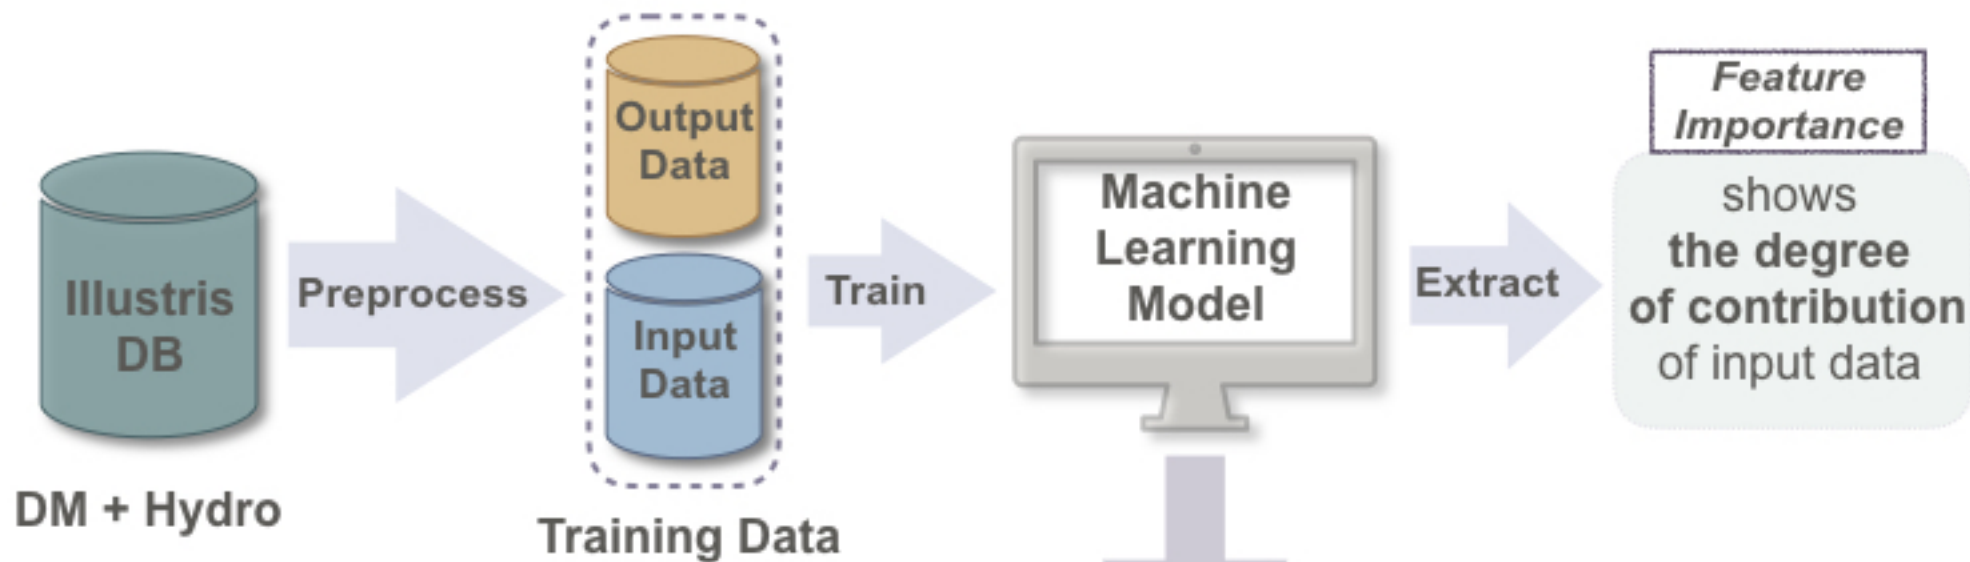 Illustris
DB
DM + Hydro
Preprocess
Output
Data
Input
Data
Training Data
Train
Machine
Learning
Model
Extract
Feature
Importance
shows
the degree
of contribution
of input data